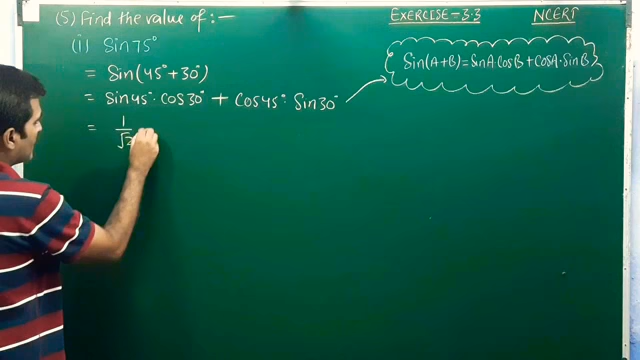 (5) Find the value of :—
EXERCISE-3.3 NCERT
(i) Sin75°
= Sin(45°+30°)
Sin(A+B)=SinA.CosB+CosA.SinB
= Sin45°.Cos30° + Cos45°.Sin30°
= 1/√2